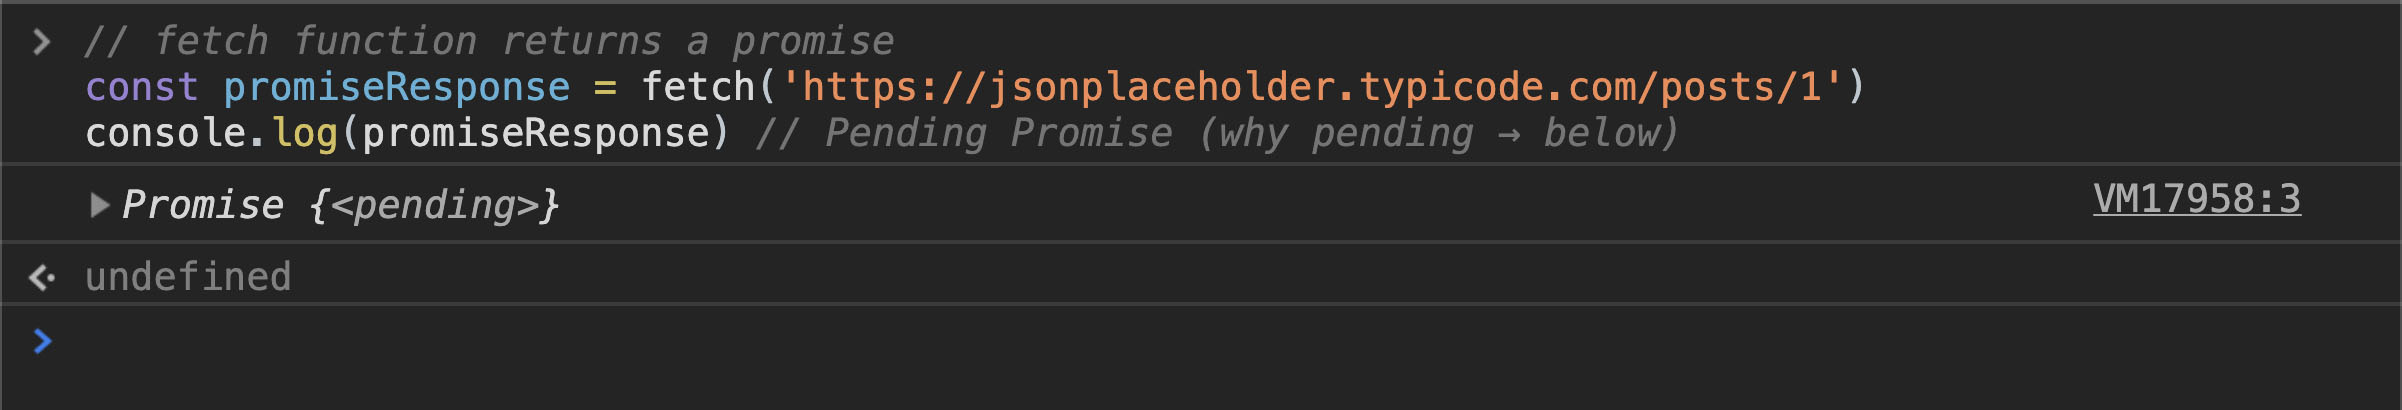 // fetch function returns a promise
const promiseResponse = fetch('https://jsonplaceholder.typicode.com/posts/1')
console.log(promiseResponse) // Pending Promise (why pending → below)
Promise {<pending>} VM17958:3
undefined